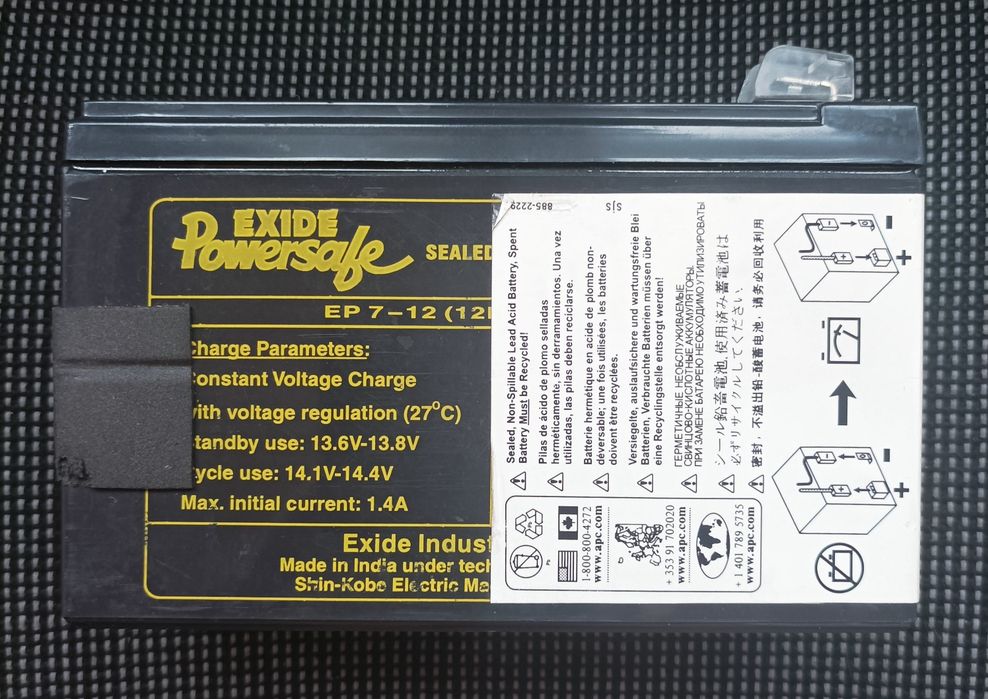 EXIDE
Powersafe
SEALED
EP 7-12 (12
Charge Parameters:
Constant Voltage Charge
with voltage regulation (27°C)
Standby use: 13.6V-13.8V
Cycle use: 14.1V-14.4V
Max. initial current: 1.4A
Exide Indust
Made in India under tech
Shin-Kobe Electric Ma
885-2229
S|S
Sealed, Non-Spillable Lead Acid Battery, Spent
Battery Must be Recycled!
Pilas de ácido de plomo selladas
herméticamente, sin derramamientos. Una vez
utilizadas, las pilas deben reciclarse.
Batterie hermétique en acide de plomb non-
déversable; une fois utilisées, les batteries
doivent être recyclées.
Versiegelte, auslaufsichere und wartungsfreie Blei
Batterien, Verbrauchte Batterien müssen über
eine Recyclingstelle entsorgt werden!
ГЕРМЕТИЧНЫЕ, НЕОБСЛУЖИВАЕМЫЕ
СВИНЦОВО-КИСЛОТНЫЕ АККУМУЛЯТОРЫ.
ПРИ ЗАМЕНЕ БАТАРЕЮ НЕОБХОДИМО УТИЛИЗИРОВАТЬ
シール鉛蓄電池,使用済み蓄電池は
必ずリサイクルしてください。
密封，不溢出铅-酸蓄电池，请务必回收利用
1-800-800-4272
www.apc.com
+ 353 91 702020
www.apc.com
+ 1 401 789 5735
Pb
- +
- +